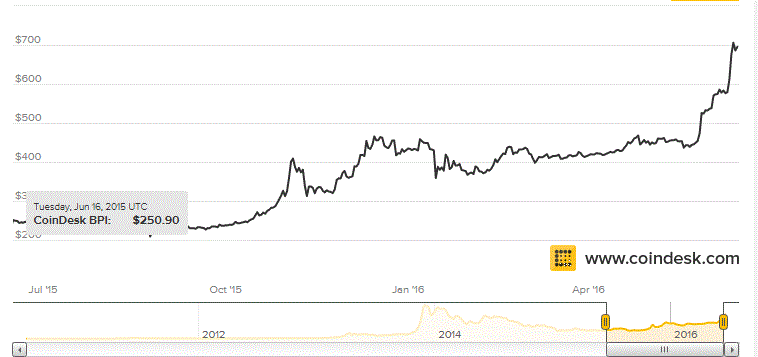 $700
$600
$500
$400
$3
$200
Tuesday, Jun 16, 2015 UTC
CoinDesk BPI: $250.90
www.coindesk.com
Jul '15 Oct '15 Jan '16 Apr '16
2012 2014 2016